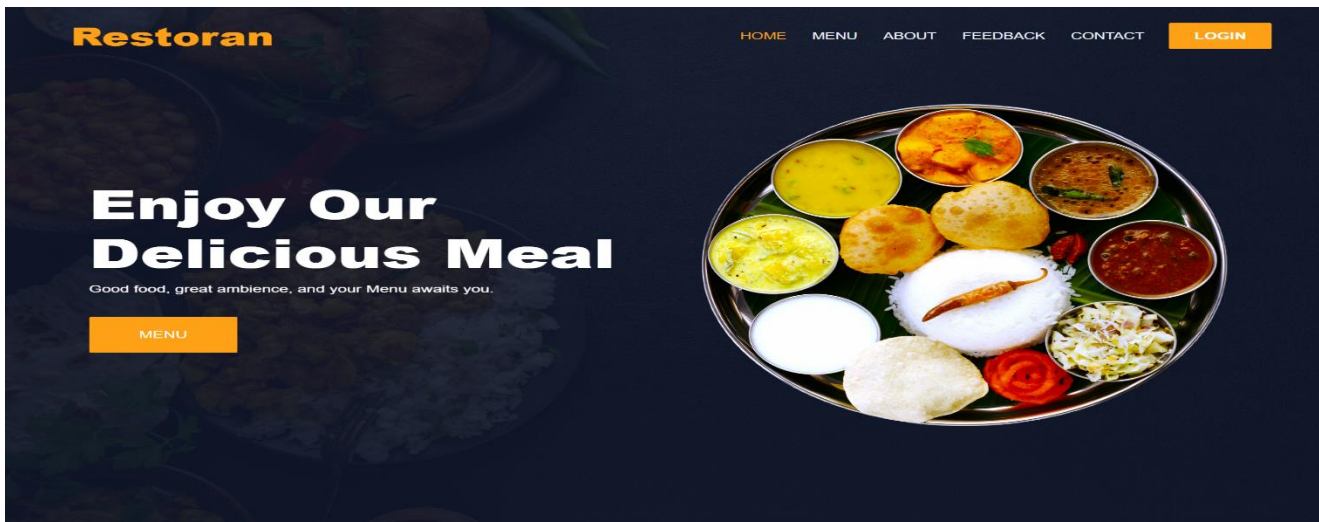 Restoran
HOME MENU ABOUT FEEDBACK CONTACT LOGIN
Enjoy Our
Delicious Meal
Good food, great ambience, and your Menu awaits you.
MENU